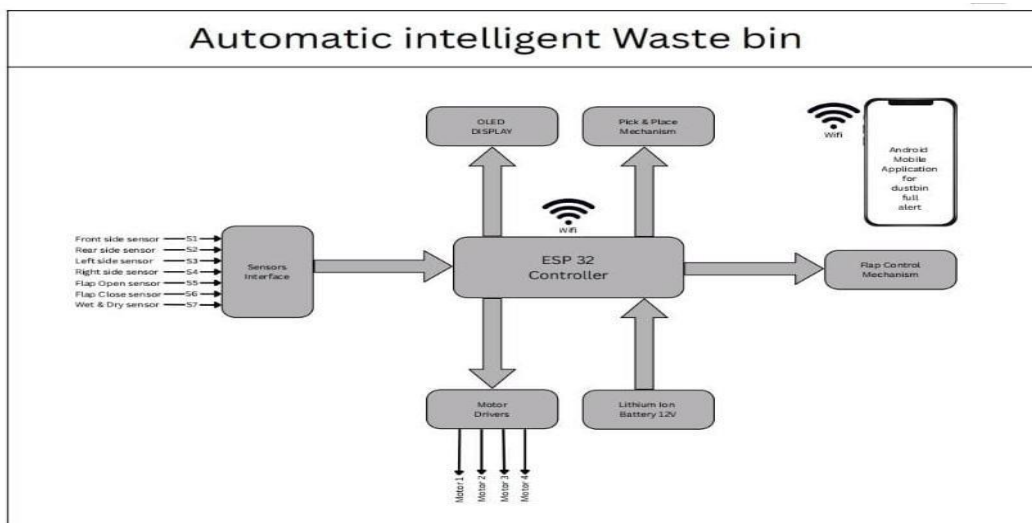 Automatic intelligent Waste bin
OLED
DISPLAY
Pick & Place
Mechanism
Wifi
Android
Mobile
Application
for
dustbin
full
alert
Wifi
Front side sensor S1
Rear side sensor S2
Left side sensor S3
Right side sensor S4
Flap Open sensor S5
Flap Close sensor S6
Wet & Dry sensor S7
Sensors
Interface
ESP 32
Controller
Flap Control
Mechanism
Motor
Drivers
Lithium Ion
Battery 12V
Motor 1
Motor 2
Motor 3
Motor 4